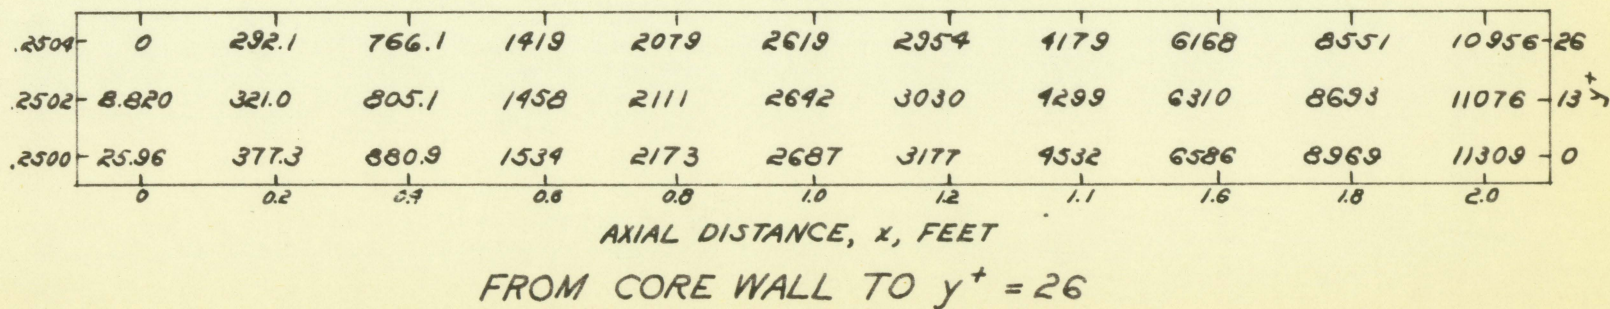 .2504 0 292.1 766.1 1419 2079 2619 2954 4179 6168 8551 10956 26
.2502 8.820 321.0 805.1 1458 2111 2642 3030 4299 6310 8693 11076 13 y+
.2500 25.96 377.3 880.9 1534 2173 2687 3177 4532 6586 8969 11309 0
0 0.2 0.4 0.6 0.8 1.0 1.2 1.1 1.6 1.8 2.0
AXIAL DISTANCE, x, FEET
FROM CORE WALL TO y+ = 26